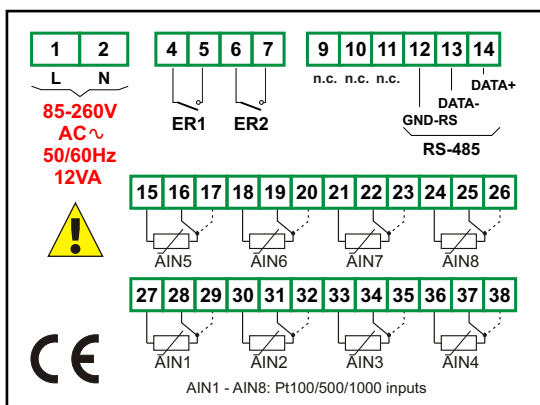 1 2
L N
85-260V
AC∿
50/60Hz
12VA
4 5 6 7
ER1 ER2
9 10 11 12 13 14
n.c. n.c. n.c.
DATA+
DATA-
GND-RS
RS-485
15 16 17 18 19 20 21 22 23 24 25 26
AIN5 AIN6 AIN7 AIN8
27 28 29 30 31 32 33 34 35 36 37 38
AIN1 AIN2 AIN3 AIN4
!
CE
AIN1 - AIN8: Pt100/500/1000 inputs